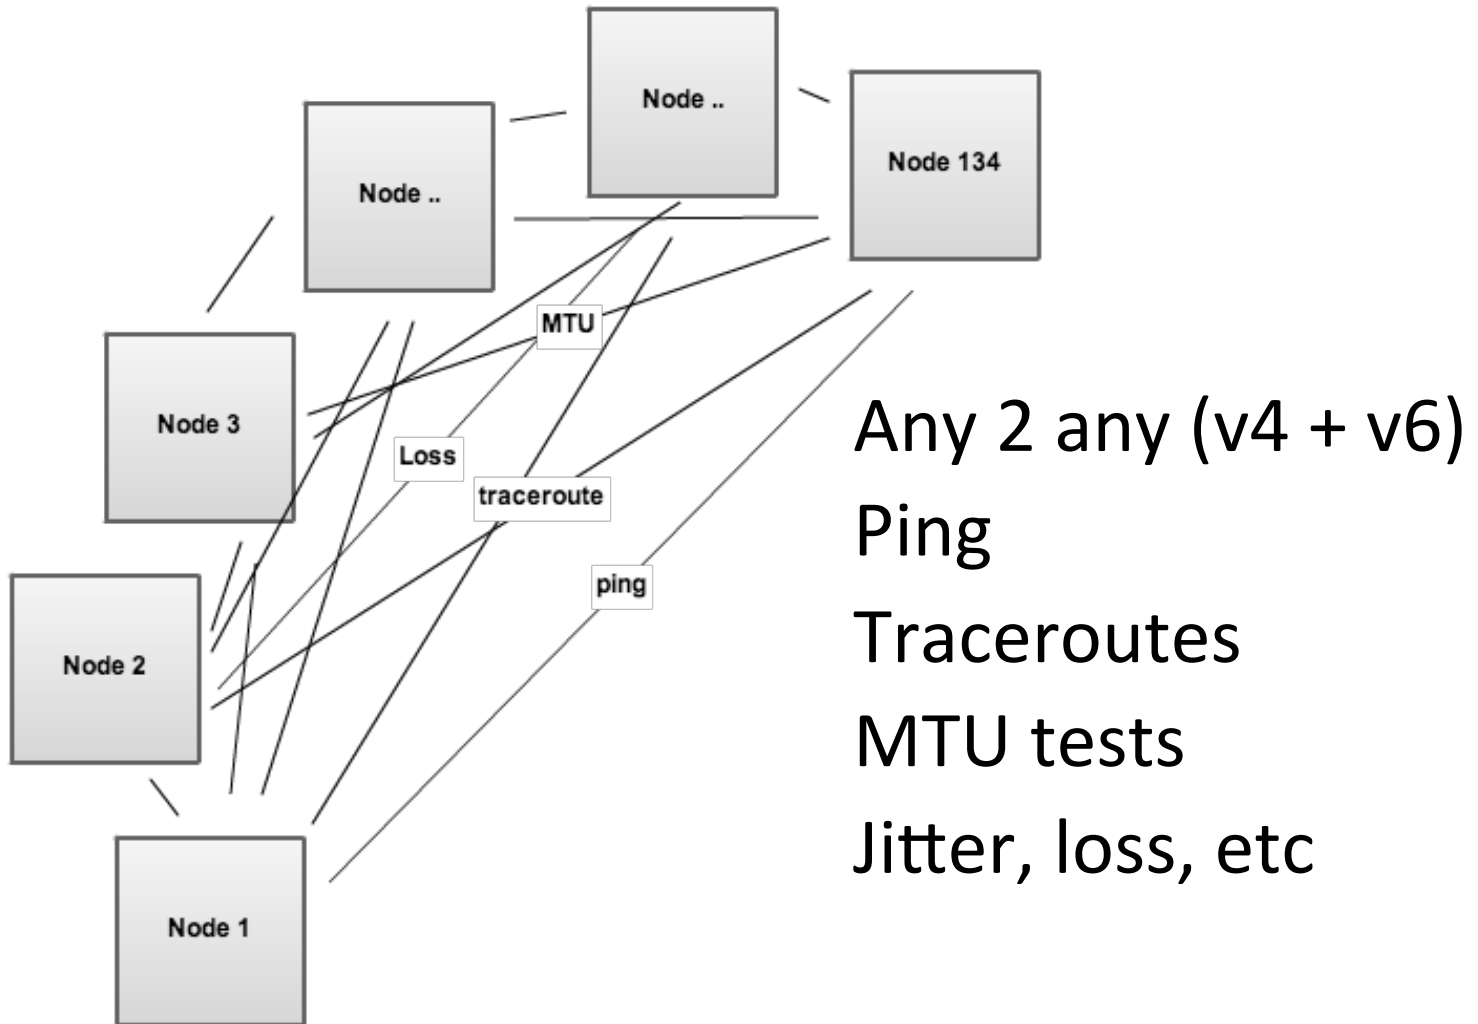 Node ..
Node 134
Node ..
MTU
Node 3
Loss
traceroute
ping
Node 2
Node 1
Any 2 any (v4 + v6)
Ping
Traceroutes
MTU tests
Jitter, loss, etc